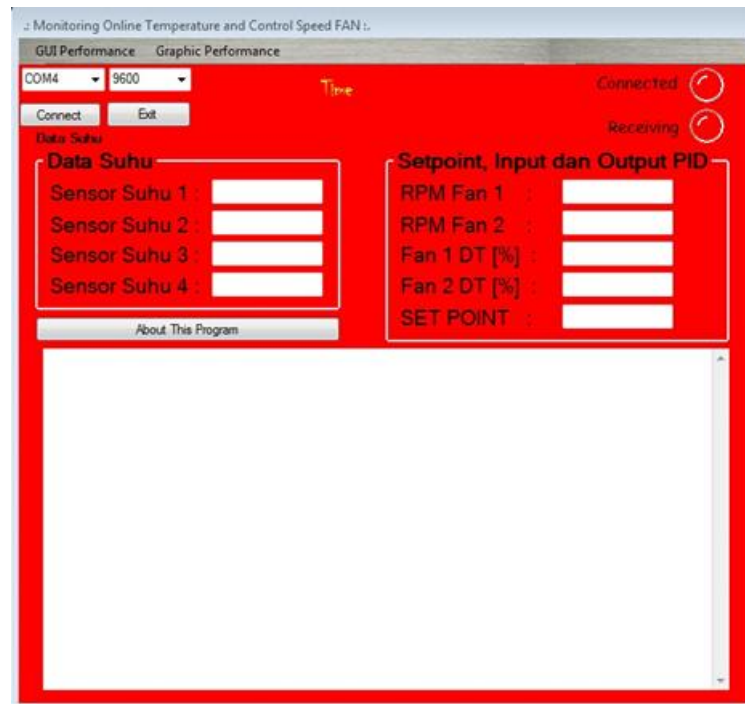 .: Monitoring Online Temperature and Control Speed FAN :.
GUI Performance Graphic Performance
COM4 9600
Time
Connected
Connect Exit
Receiving
Data Suhu
Data Suhu
Sensor Suhu 1 :
Sensor Suhu 2 :
Sensor Suhu 3 :
Sensor Suhu 4 :
About This Program
Setpoint, Input dan Output PID
RPM Fan 1 :
RPM Fan 2 :
Fan 1 DT [%] :
Fan 2 DT [%] :
SET POINT :